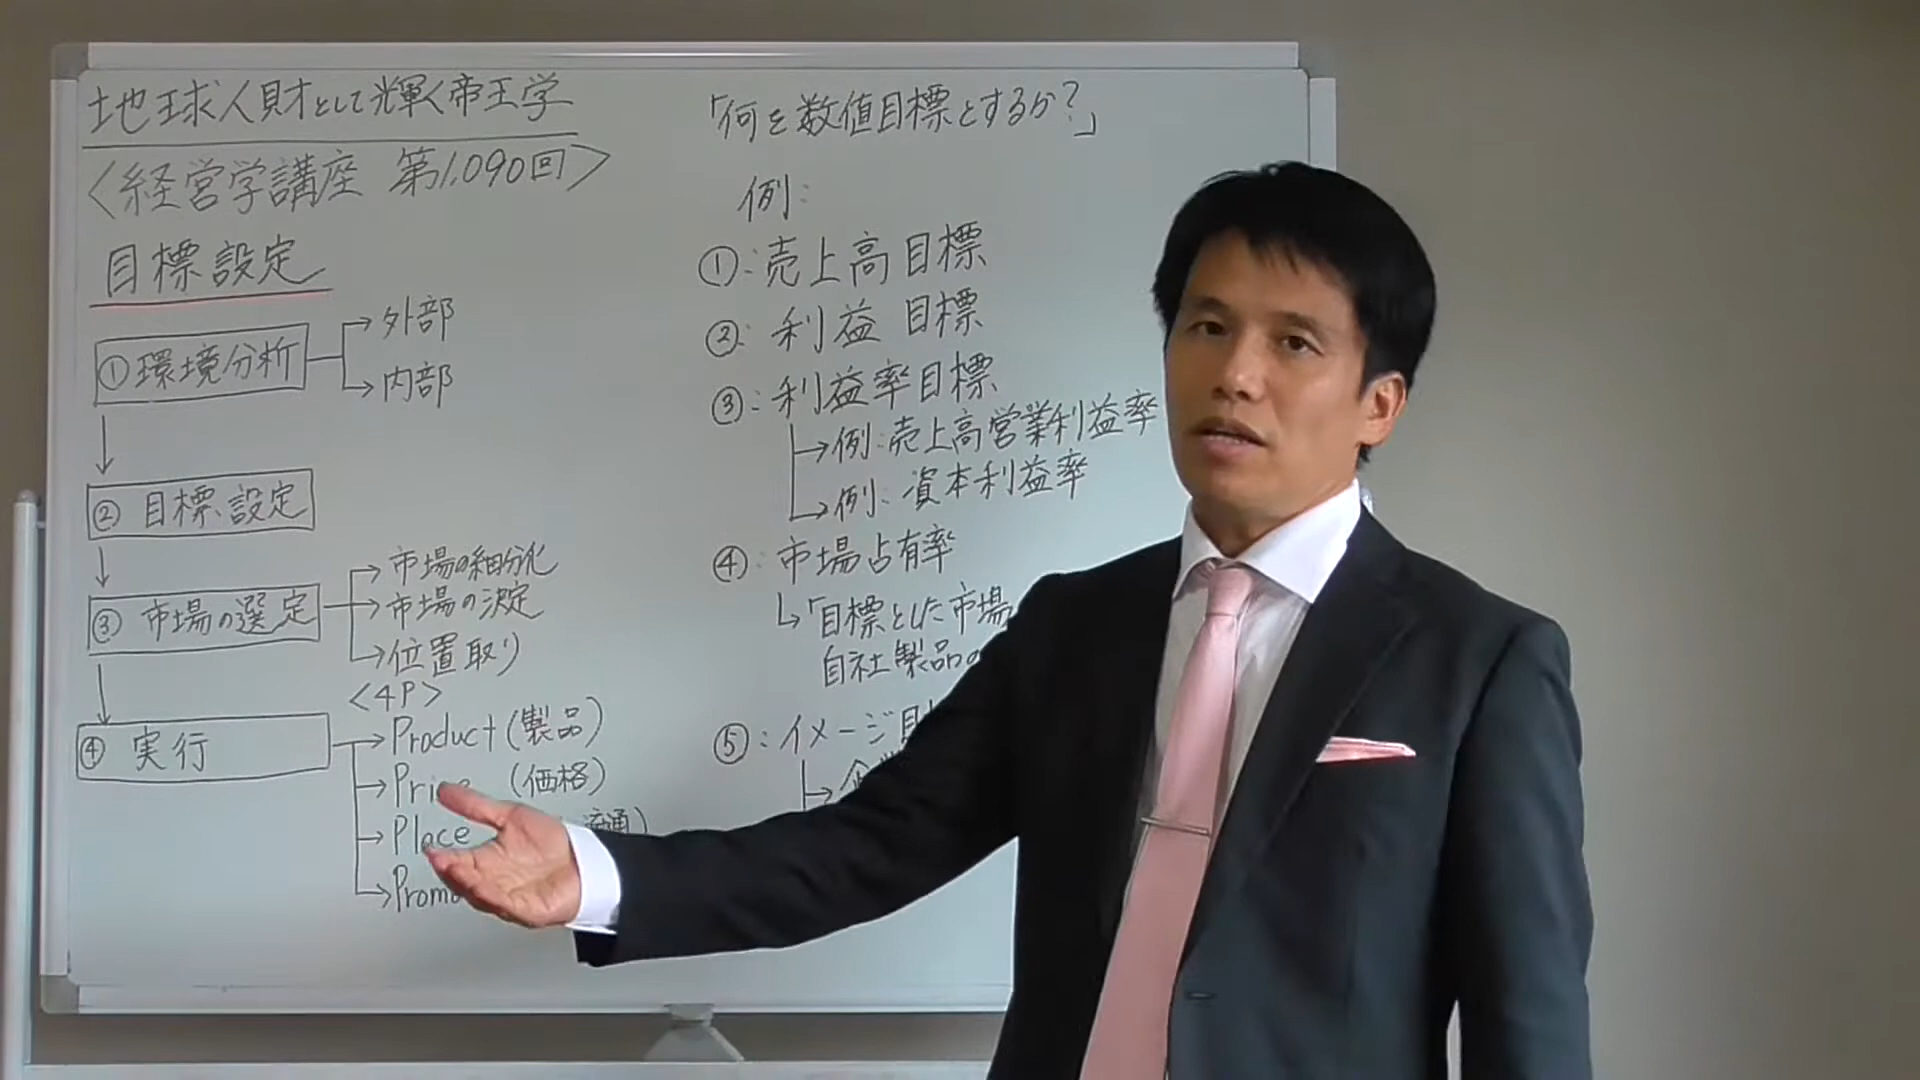 地球人財として輝く帝王学
<経営学講座 第1,090回>
目標設定
①環境分析
外部
内部
② 目標設定
③ 市場の選定
市場の細分化
市場の決定
位置取り
<4P>
④ 実行
Product(製品)
(価格)
Place
流通)
「何を数値目標とするか?」
例:
①:売上高目標
②: 利益 目標
③:利益率目標
例:売上高営業利益率
例: 資本利益率
④:市場占有率
「目標とした市場
自社製品の
⑤:イメージ